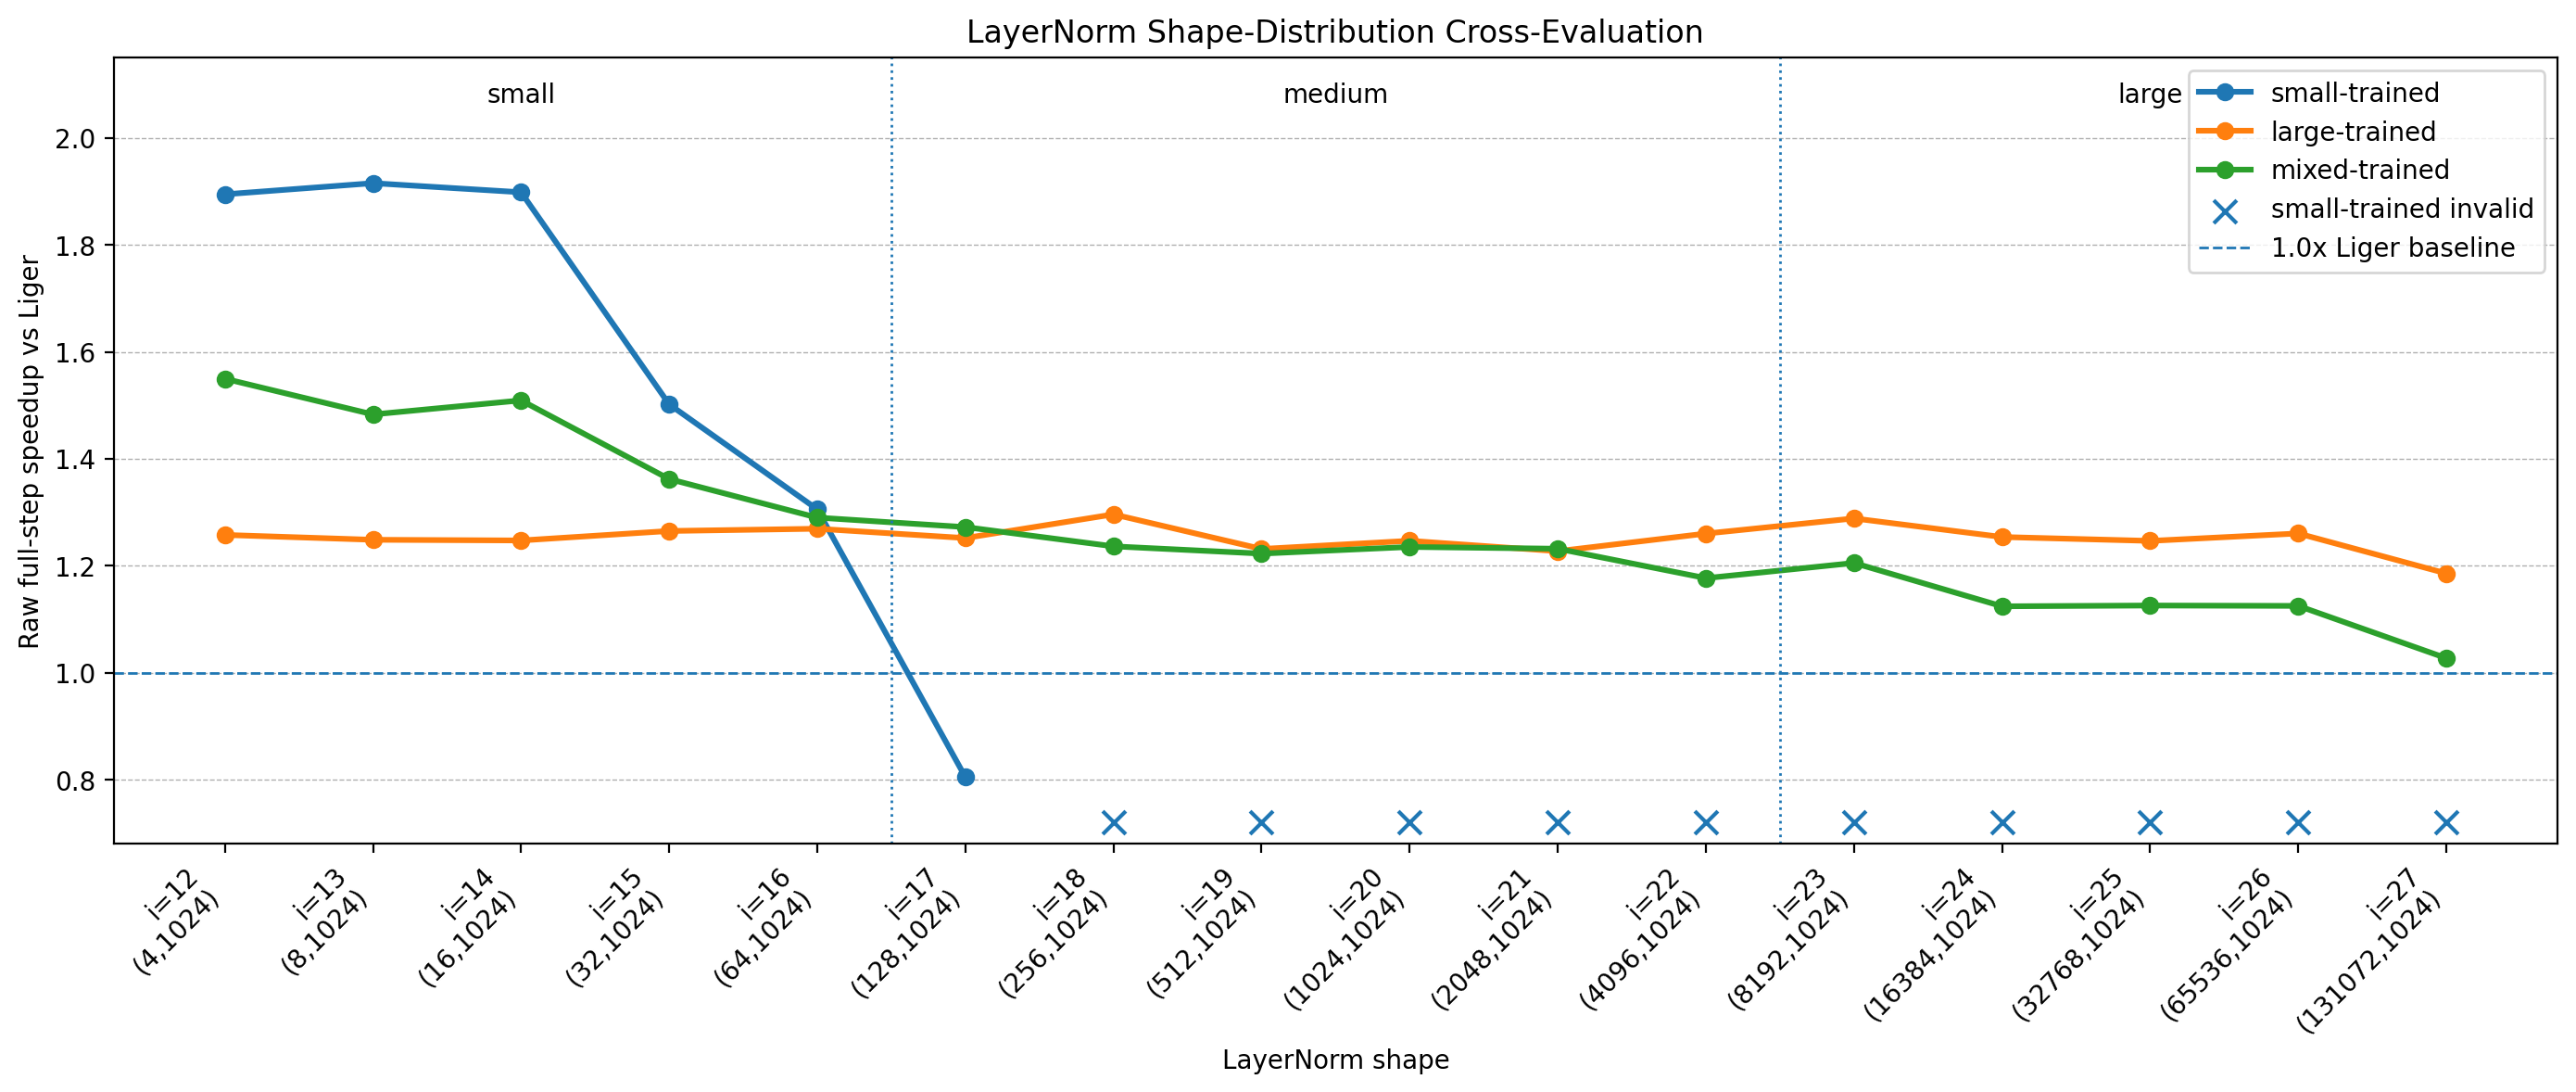 LayerNorm Shape-Distribution Cross-Evaluation
small
medium
large
small-trained
large-trained
mixed-trained
small-trained invalid
1.0x Liger baseline
Raw full-step speedup vs Liger
2.0
1.8
1.6
1.4
1.2
1.0
0.8
i=12
(4,1024)
i=13
(8,1024)
i=14
(16,1024)
i=15
(32,1024)
i=16
(64,1024)
i=17
(128,1024)
i=18
(256,1024)
i=19
(512,1024)
i=20
(1024,1024)
i=21
(2048,1024)
i=22
(4096,1024)
i=23
(8192,1024)
i=24
(16384,1024)
i=25
(32768,1024)
i=26
(65536,1024)
i=27
(131072,1024)
LayerNorm shape